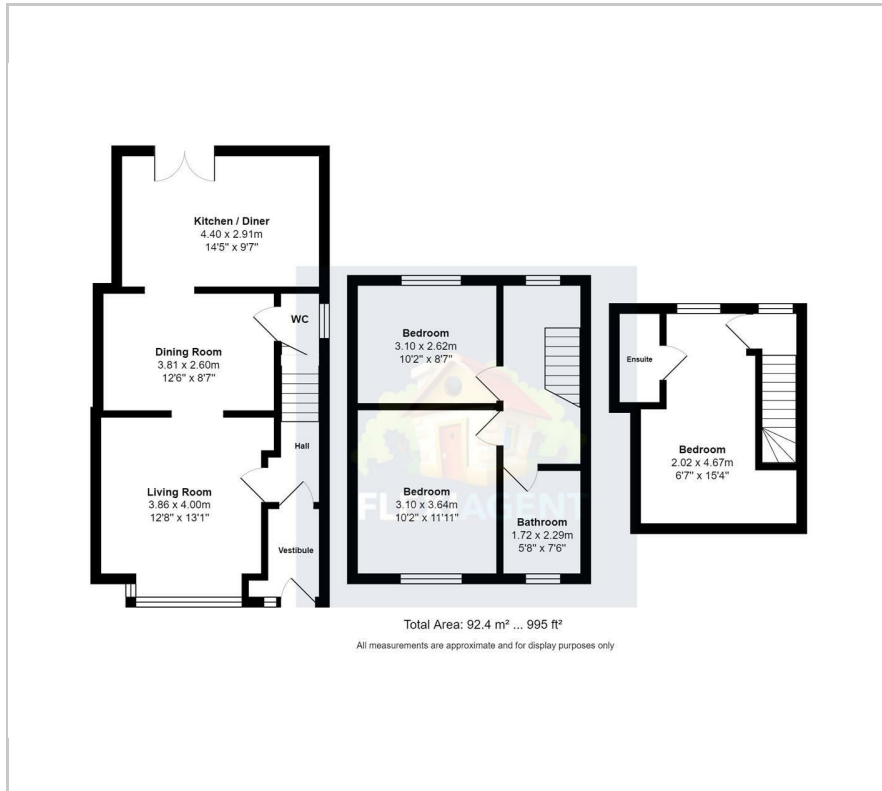 Kitchen / Diner
4.40 x 2.91m
14'5" x 9'7"
WC
Dining Room
3.81 x 2.60m
12'6" x 8'7"
Hall
Living Room
3.86 x 4.00m
12'8" x 13'1"
Vestibule
Bedroom
3.10 x 2.62m
10'2" x 8'7"
Bedroom
3.10 x 3.64m
10'2" x 11'11"
Bathroom
1.72 x 2.29m
5'8" x 7'6"
Ensuite
Bedroom
2.02 x 4.67m
6'7" x 15'4"
Total Area: 92.4 m² ... 995 ft²
All measurements are approximate and for display purposes only